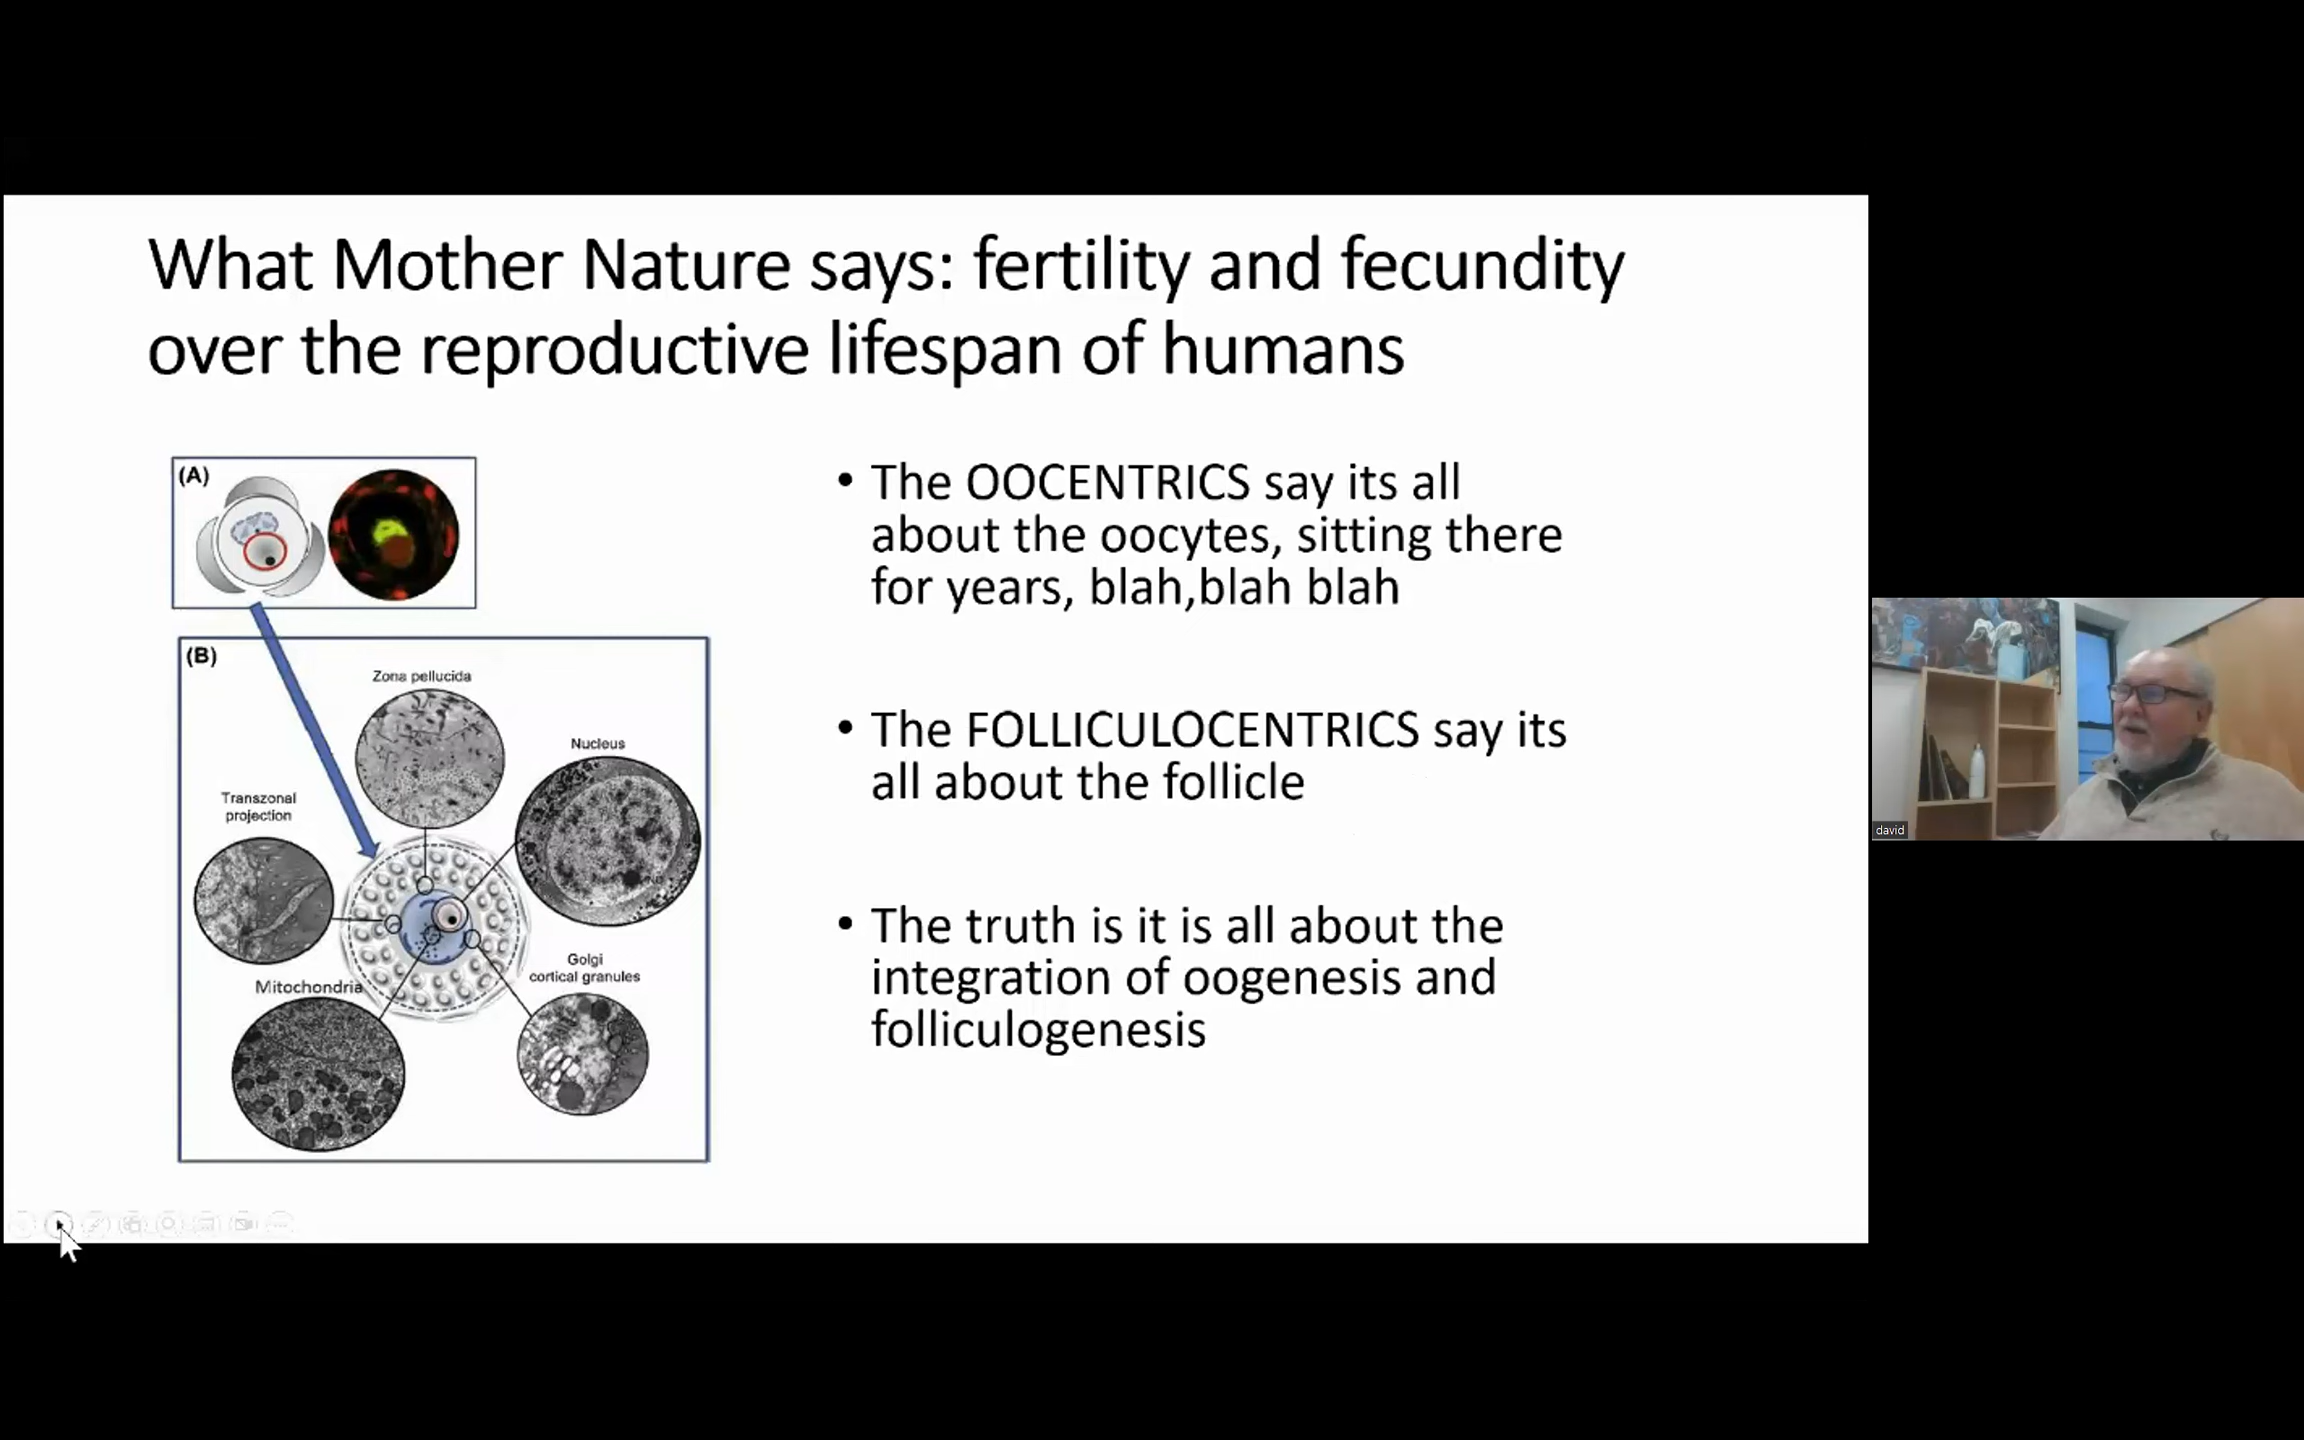 What Mother Nature says: fertility and fecundity
over the reproductive lifespan of humans
(A)
(B)
Zona pellucida
Nucleus
Transzonal
projection
Golgi
cortical granules
Mitochondria
• The OOCENTRICS say its all
about the oocytes, sitting there
for years, blah,blah blah
• The FOLLICULOCENTRICS say its
all about the follicle
• The truth is it is all about the
integration of oogenesis and
folliculogenesis
david